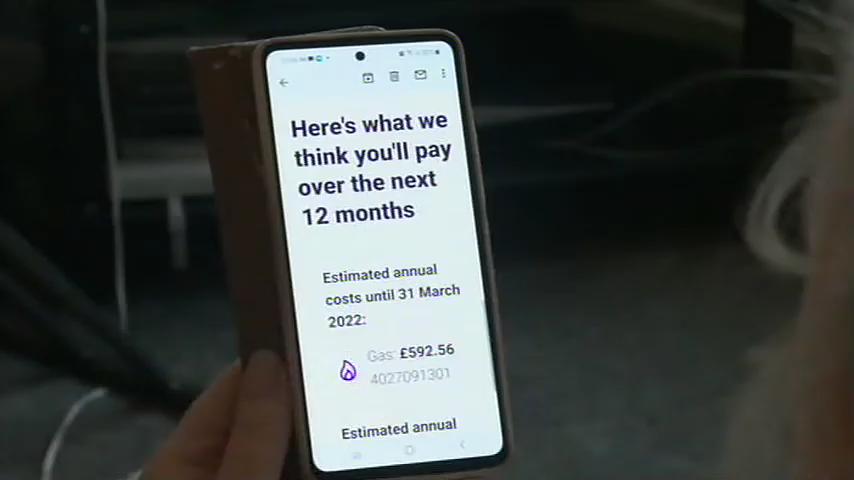 Here's what we
think you'll pay
over the next
12 months
Estimated annual
costs until 31 March
2022:
Gas: £592.56
4027091301
Estimated annual